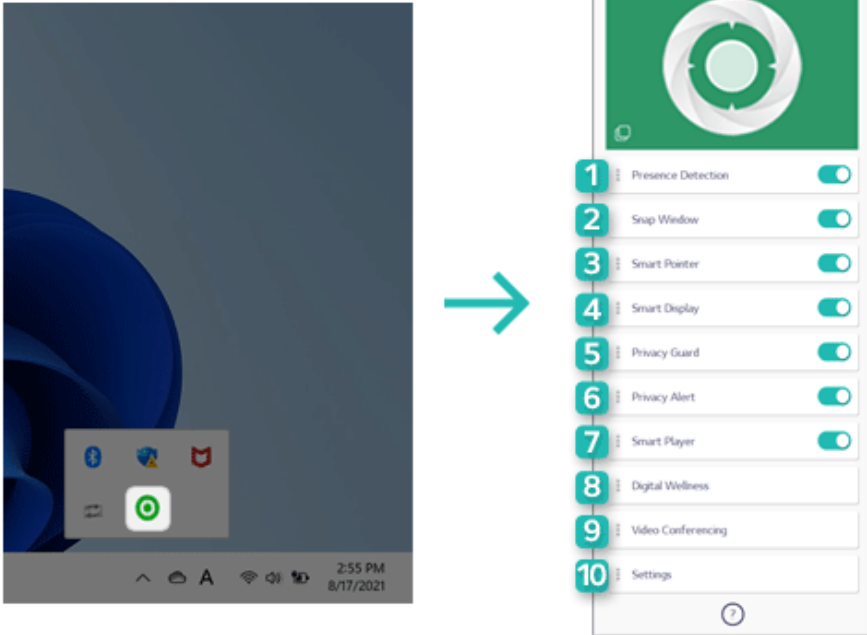 A
2:55 PM
8/17/2021
1 Presence Detection
2 Snap Window
3 Smart Pointer
4 Smart Display
5 Privacy Guard
6 Privacy Alert
7 Smart Player
8 Digital Wellness
9 Video Conferencing
10 Settings
?